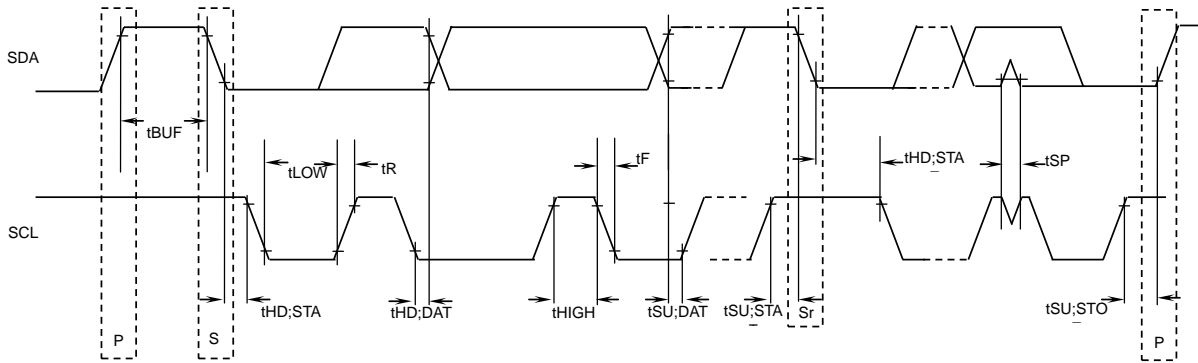 SDA
tBUF
tLOW
tR
tF
tHD;STA
tSP
SCL
tHD;STA
tHD;DAT
tHIGH
tSU;DAT
tSU;STA
Sr
tSU;STO
P
S
P